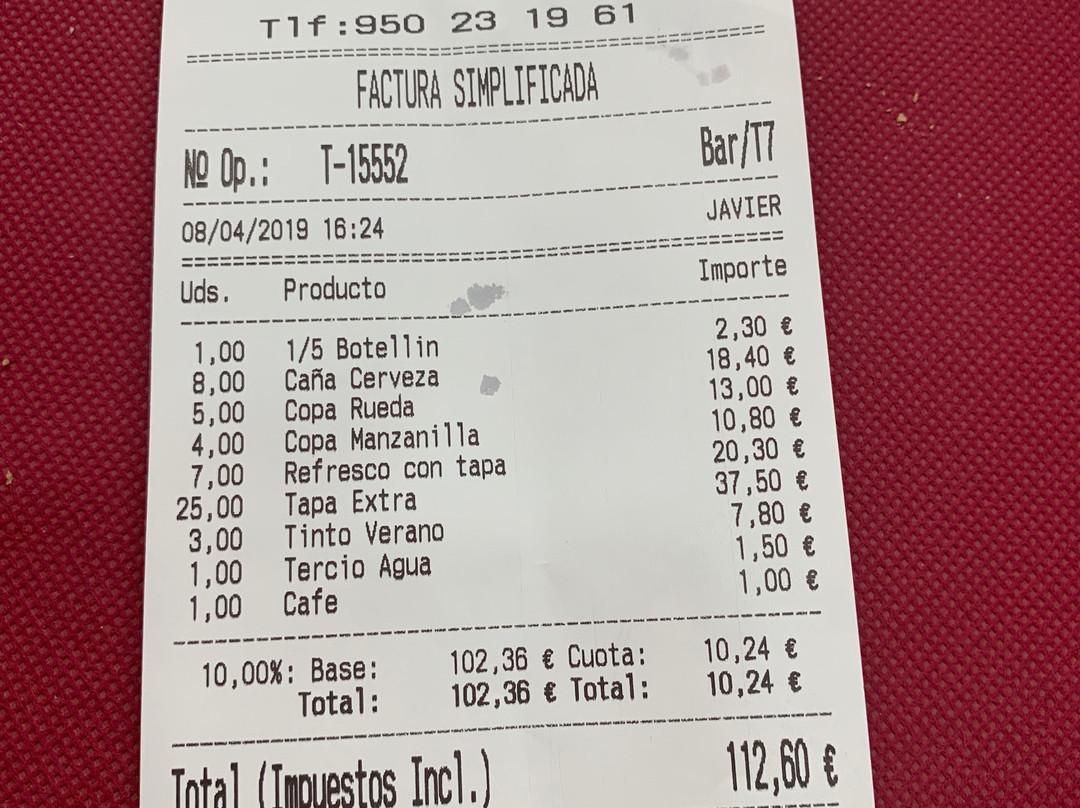 Tlf:950 23 19 61
FACTURA SIMPLIFICADA
Nº Op.: T-15552 Bar/T7
08/04/2019 16:24 JAVIER
Uds. Producto Importe
1,00 1/5 Botellin 2,30 €
8,00 Caña Cerveza 18,40 €
5,00 Copa Rueda 13,00 €
4,00 Copa Manzanilla 10,80 €
7,00 Refresco con tapa 20,30 €
25,00 Tapa Extra 37,50 €
3,00 Tinto Verano 7,80 €
1,00 Tercio Agua 1,50 €
1,00 Cafe 1,00 €
10,00%: Base: 102,36 € Cuota: 10,24 €
Total: 102,36 € Total: 10,24 €
Total (Impuestos Incl.) 112,60 €